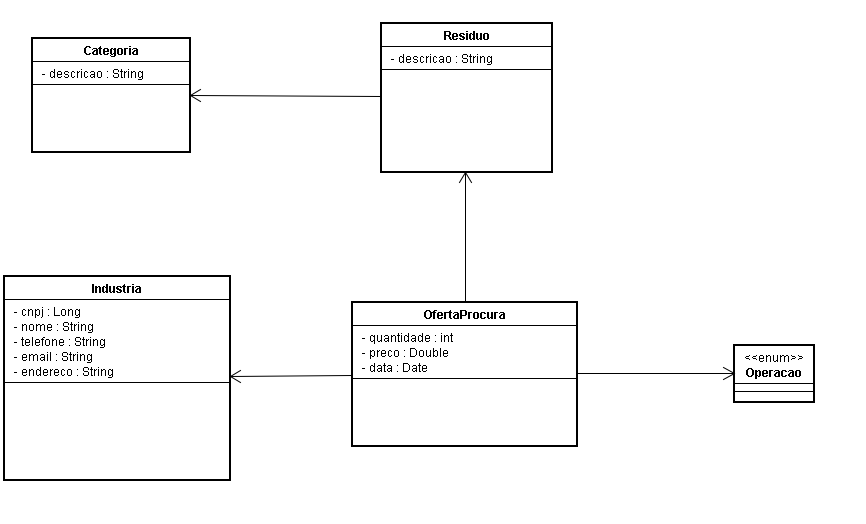 Categoria
- descricao : String
Residuo
- descricao : String
Industria
- cnpj : Long
- nome : String
- telefone : String
- email : String
- endereco : String
OfertaProcura
- quantidade : int
- preco : Double
- data : Date
<<enum>>
Operacao